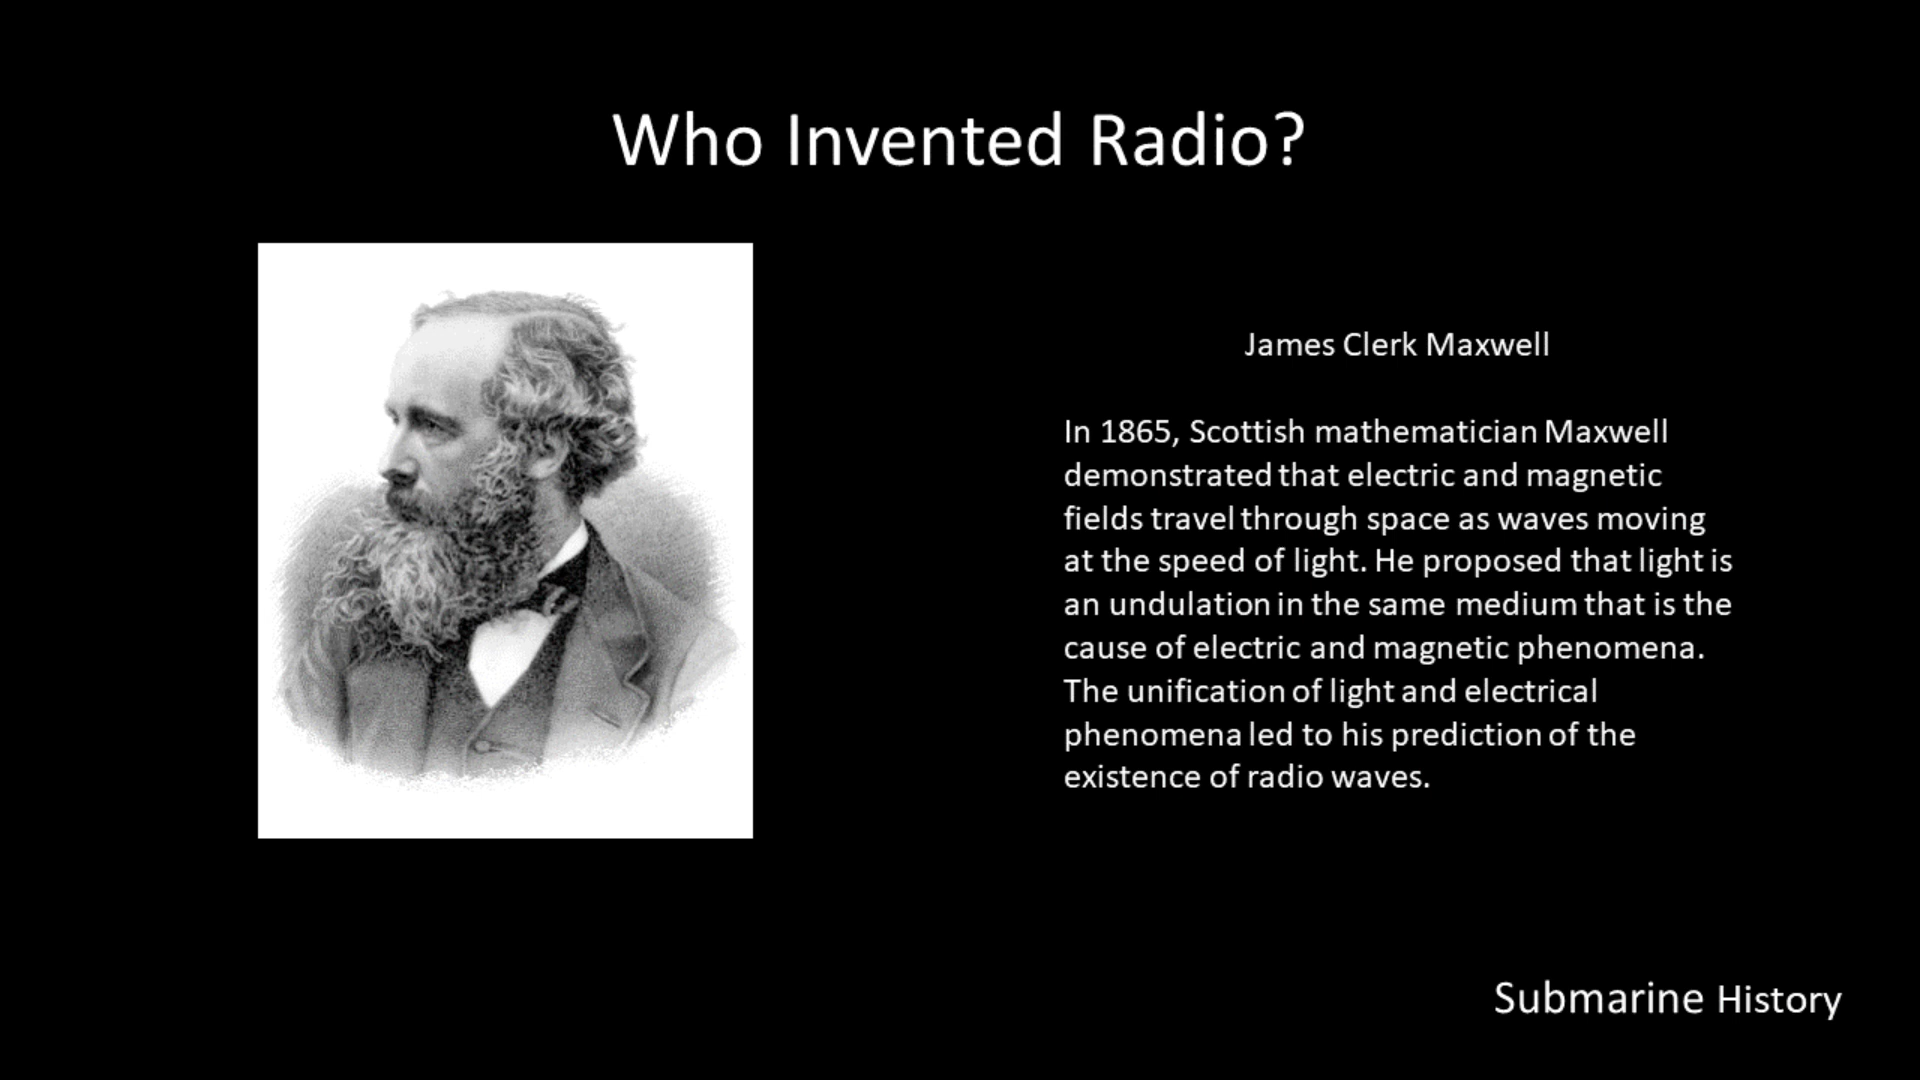 Who Invented Radio?
James Clerk Maxwell
In 1865, Scottish mathematician Maxwell
demonstrated that electric and magnetic
fields travel through space as waves moving
at the speed of light. He proposed that light is
an undulation in the same medium that is the
cause of electric and magnetic phenomena.
The unification of light and electrical
phenomena led to his prediction of the
existence of radio waves.
Submarine History